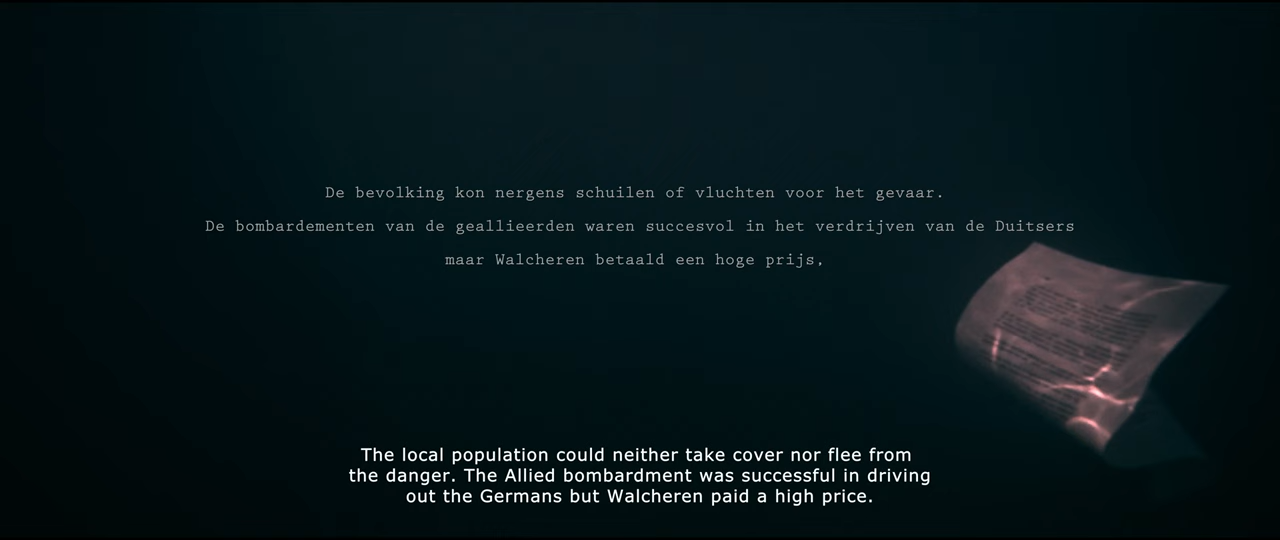 De bevolking kon nergens schuilen of vluchten voor het gevaar.
De bombardementen van de geallieerden waren succesvol in het verdrijven van de Duitsers
maar Walcheren betaald een hoge prijs,
The local population could neither take cover nor flee from
the danger. The Allied bombardment was successful in driving
out the Germans but Walcheren paid a high price.